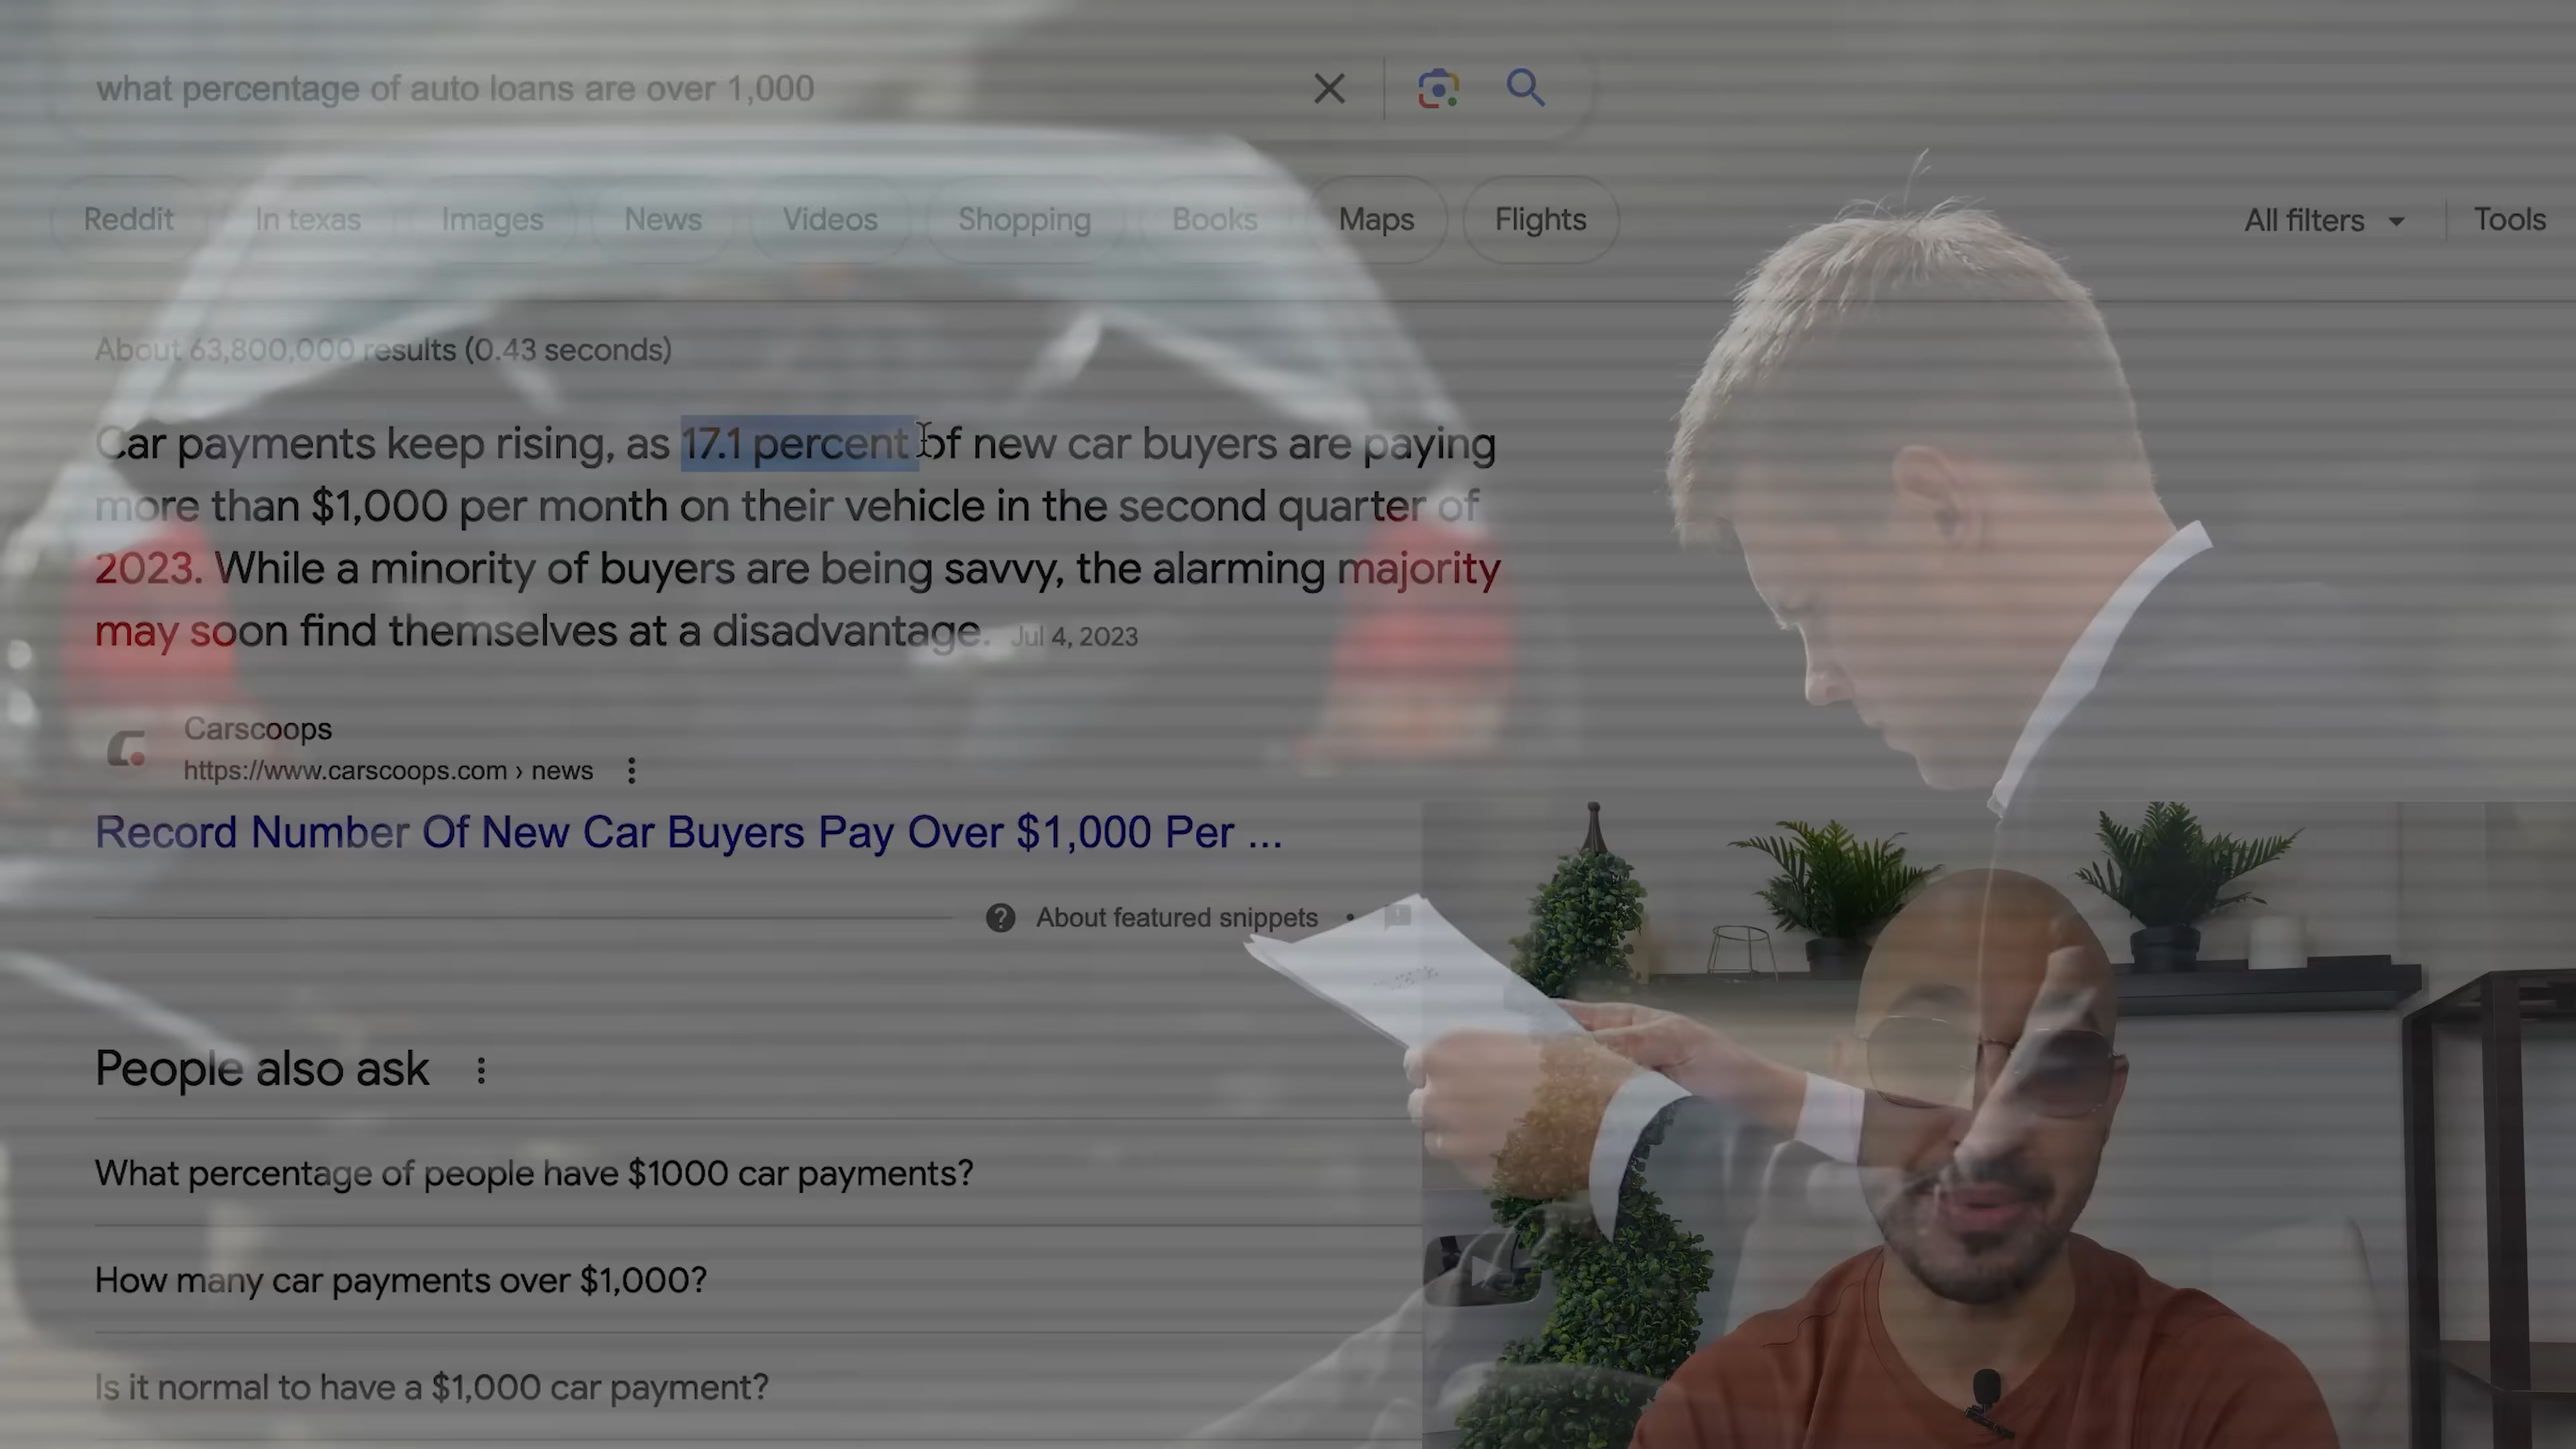 what percentage of auto loans are over 1,000
Reddit In texas Images News Videos Shopping Books Maps Flights All filters Tools
About 63,800,000 results (0.43 seconds)
Car payments keep rising, as 17.1 percent of new car buyers are paying
more than $1,000 per month on their vehicle in the second quarter of
2023. While a minority of buyers are being savvy, the alarming majority
may soon find themselves at a disadvantage. Jul 4, 2023
Carscoops
https://www.carscoops.com › news
Record Number Of New Car Buyers Pay Over $1,000 Per ...
About featured snippets
People also ask
What percentage of people have $1000 car payments?
How many car payments over $1,000?
Is it normal to have a $1,000 car payment?